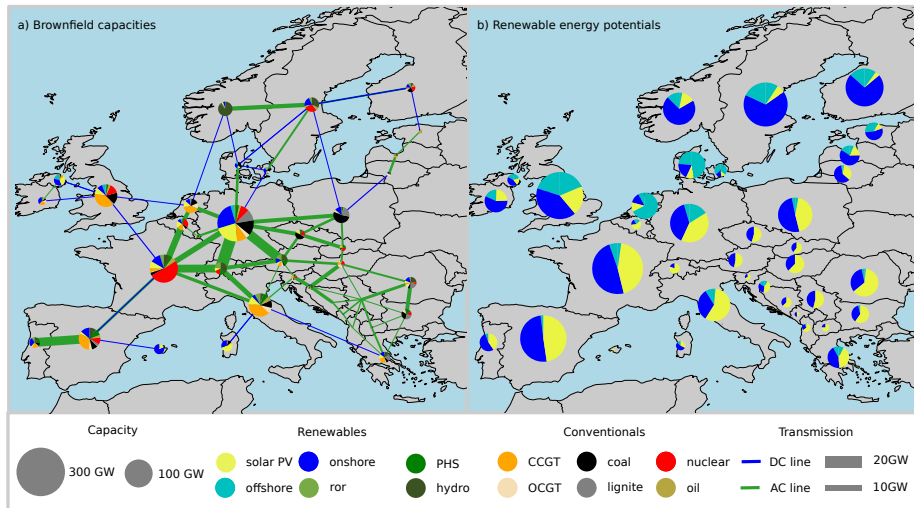 a) Brownfield capacities
b) Renewable energy potentials
Capacity
Renewables
Conventionals
Transmission
300 GW
100 GW
solar PV
onshore
PHS
CCGT
coal
nuclear
DC line
20GW
offshore
ror
hydro
OCGT
lignite
oil
AC line
10GW